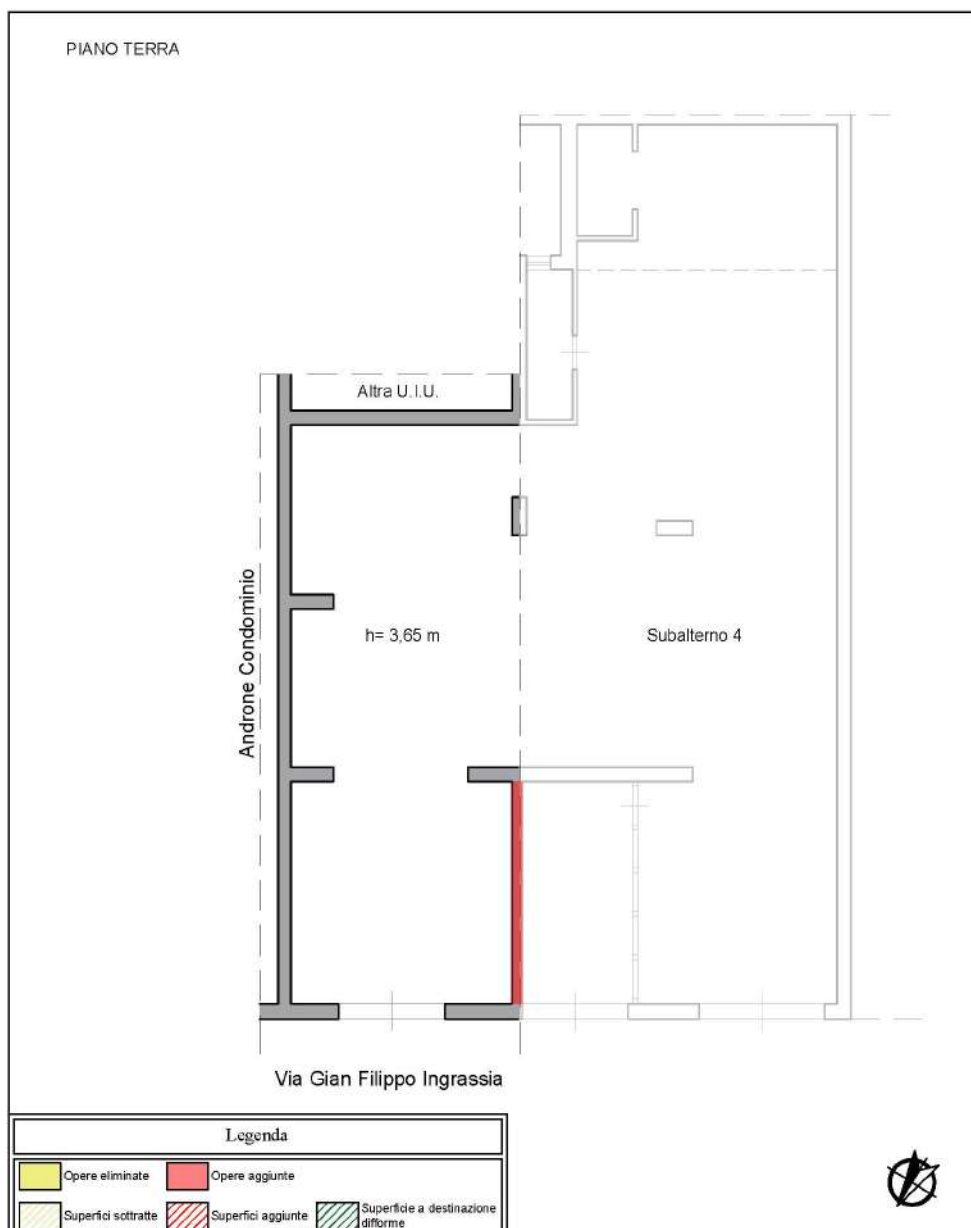 PIANO TERRA
Altra U.I.U.
Androne Condominio
h= 3,65 m
Subalterno 4
Via Gian Filippo Ingrassia
Legenda
Opere eliminate
Opere aggiunte
Superfici sottratte
Superfici aggiunte
Superficie a destinazione
difforme